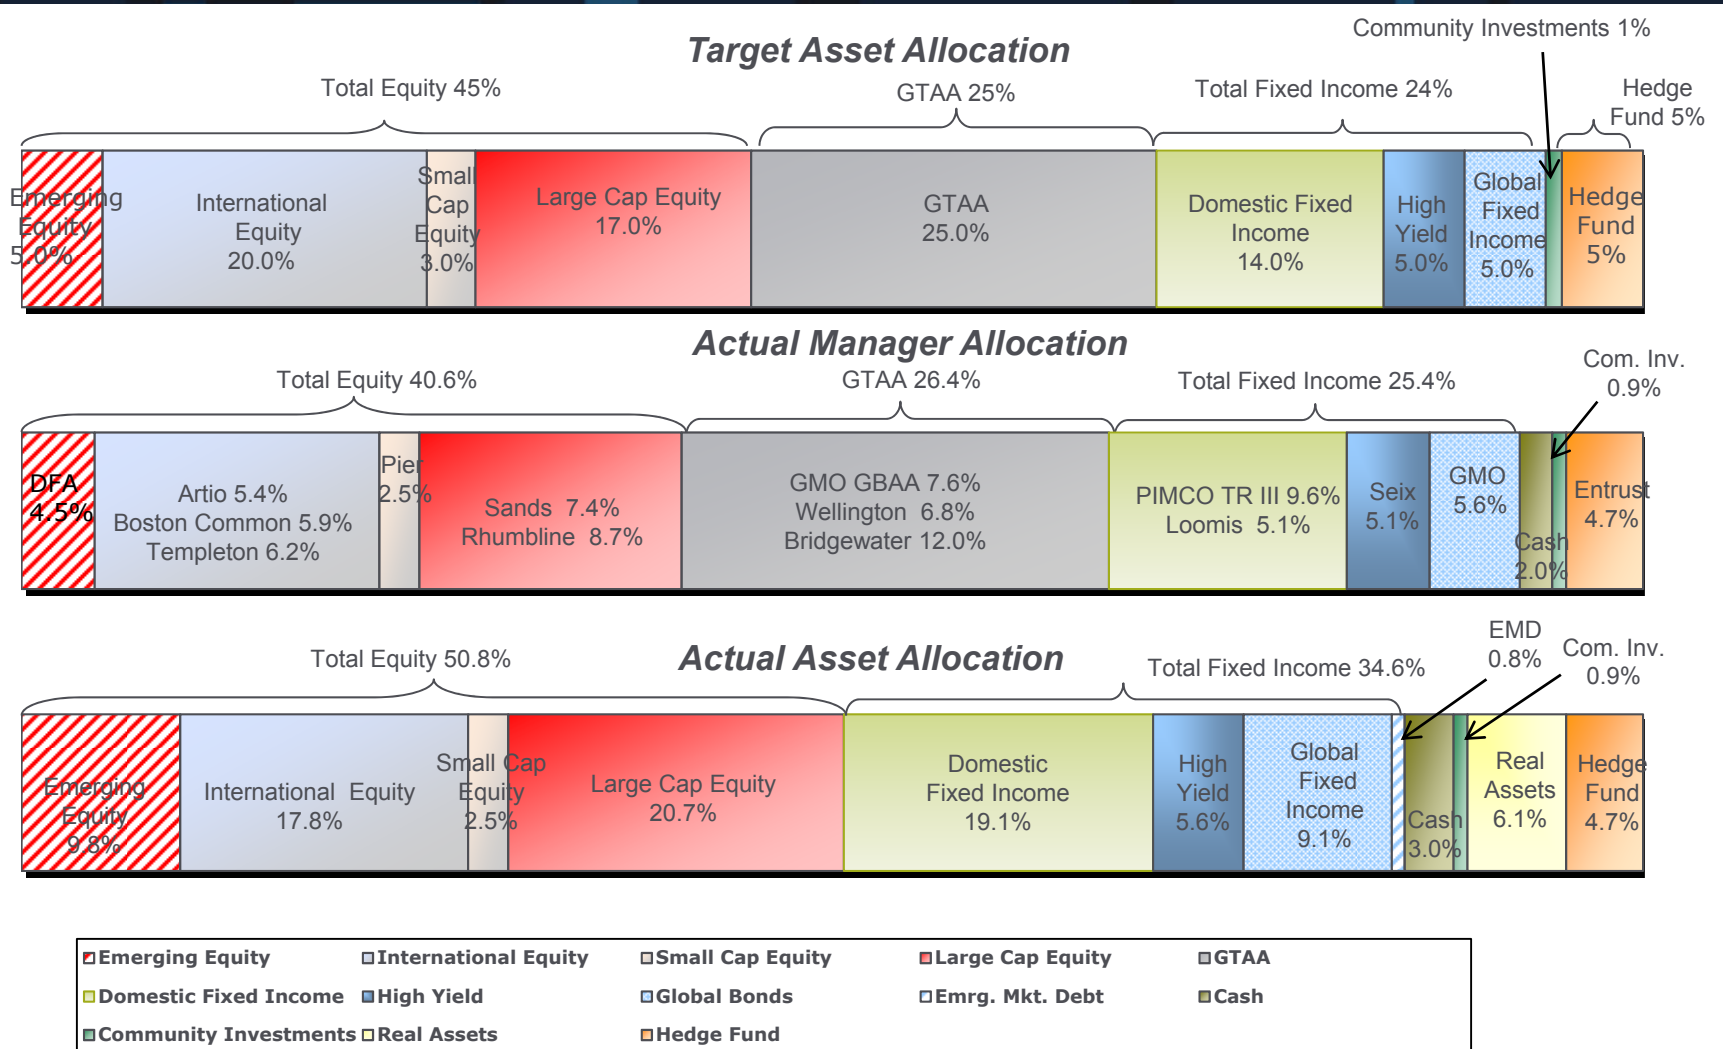 Community Investments 1%
Target Asset Allocation
Total Equity 45%
GTAA 25%
Total Fixed Income 24%
Hedge
Fund 5%
Emerging
Equity
5.0%
International
Equity
20.0%
Small
Cap
Equity
3.0%
Large Cap Equity
17.0%
GTAA
25.0%
Domestic Fixed
Income
14.0%
High
Yield
5.0%
Global
Fixed
Income
5.0%
Hedge
Fund
5%
Actual Manager Allocation
Total Equity 40.6%
GTAA 26.4%
Total Fixed Income 25.4%
Com. Inv.
0.9%
DFA
4.5%
Artio 5.4%
Boston Common 5.9%
Templeton 6.2%
Pier
2.5%
Sands 7.4%
Rhumbline 8.7%
GMO GBAA 7.6%
Wellington 6.8%
Bridgewater 12.0%
PIMCO TR III 9.6%
Loomis 5.1%
Seix
5.1%
GMO
5.6%
Cash
2.0%
Entrust
4.7%
Actual Asset Allocation
Total Equity 50.8%
Total Fixed Income 34.6%
EMD
0.8%
Com. Inv.
0.9%
Emerging
Equity
9.8%
International Equity
17.8%
Small Cap
Equity
2.5%
Large Cap Equity
20.7%
Domestic
Fixed Income
19.1%
High
Yield
5.6%
Global
Fixed
Income
9.1%
Cash
3.0%
Real
Assets
6.1%
Hedge
Fund
4.7%
Emerging Equity
International Equity
Small Cap Equity
Large Cap Equity
GTAA
Domestic Fixed Income
High Yield
Global Bonds
Emrg. Mkt. Debt
Cash
Community Investments
Real Assets
Hedge Fund